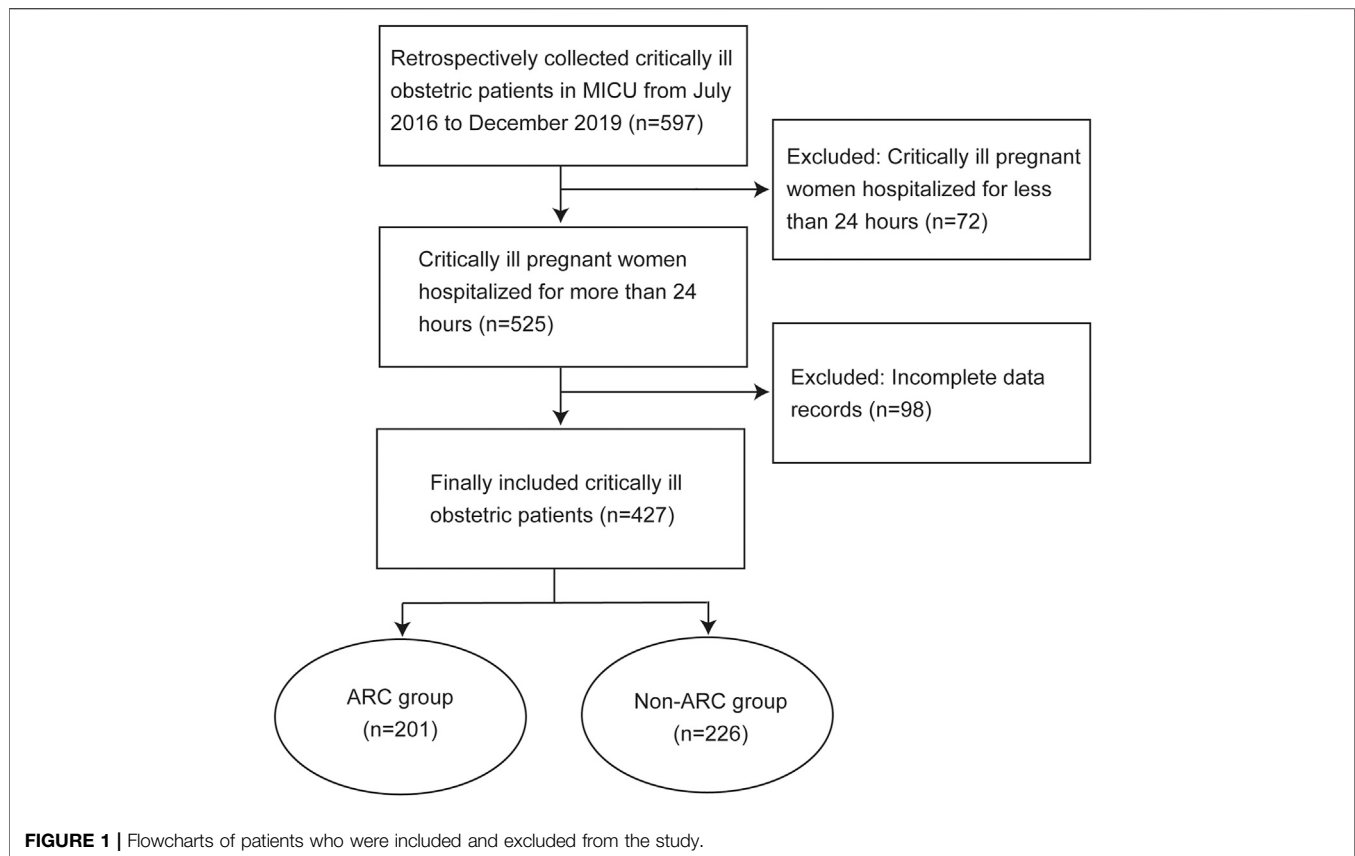 Retrospectively collected critically ill
obstetric patients in MICU from July
2016 to December 2019 (n=597)
Excluded: Critically ill pregnant
women hospitalized for less
than 24 hours (n=72)
Critically ill pregnant women
hospitalized for more than 24
hours (n=525)
Excluded: Incomplete data
records (n=98)
Finally included critically ill
obstetric patients (n=427)
ARC group
(n=201)
Non-ARC group
(n=226)
FIGURE 1 | Flowcharts of patients who were included and excluded from the study.